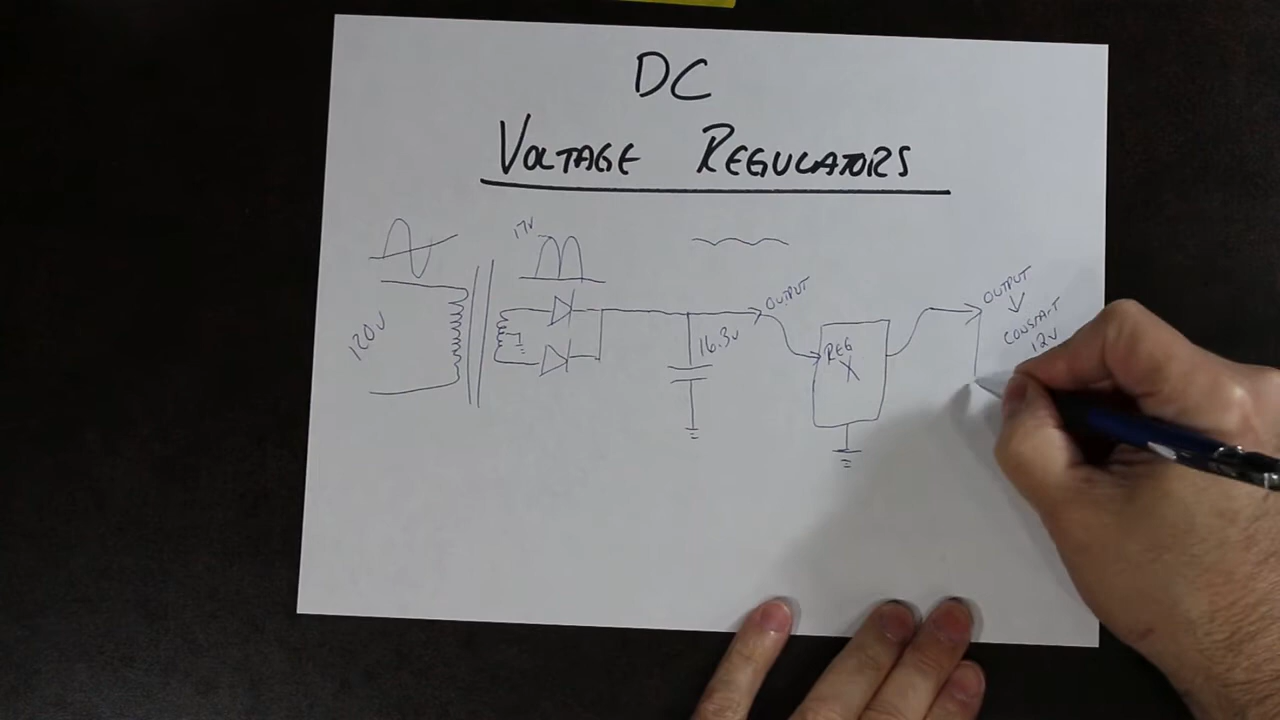 DC
VOLTAGE REGULATORS
17V
120V
16.3V
OUTPUT
REG
OUTPUT
CONSTANT
12V